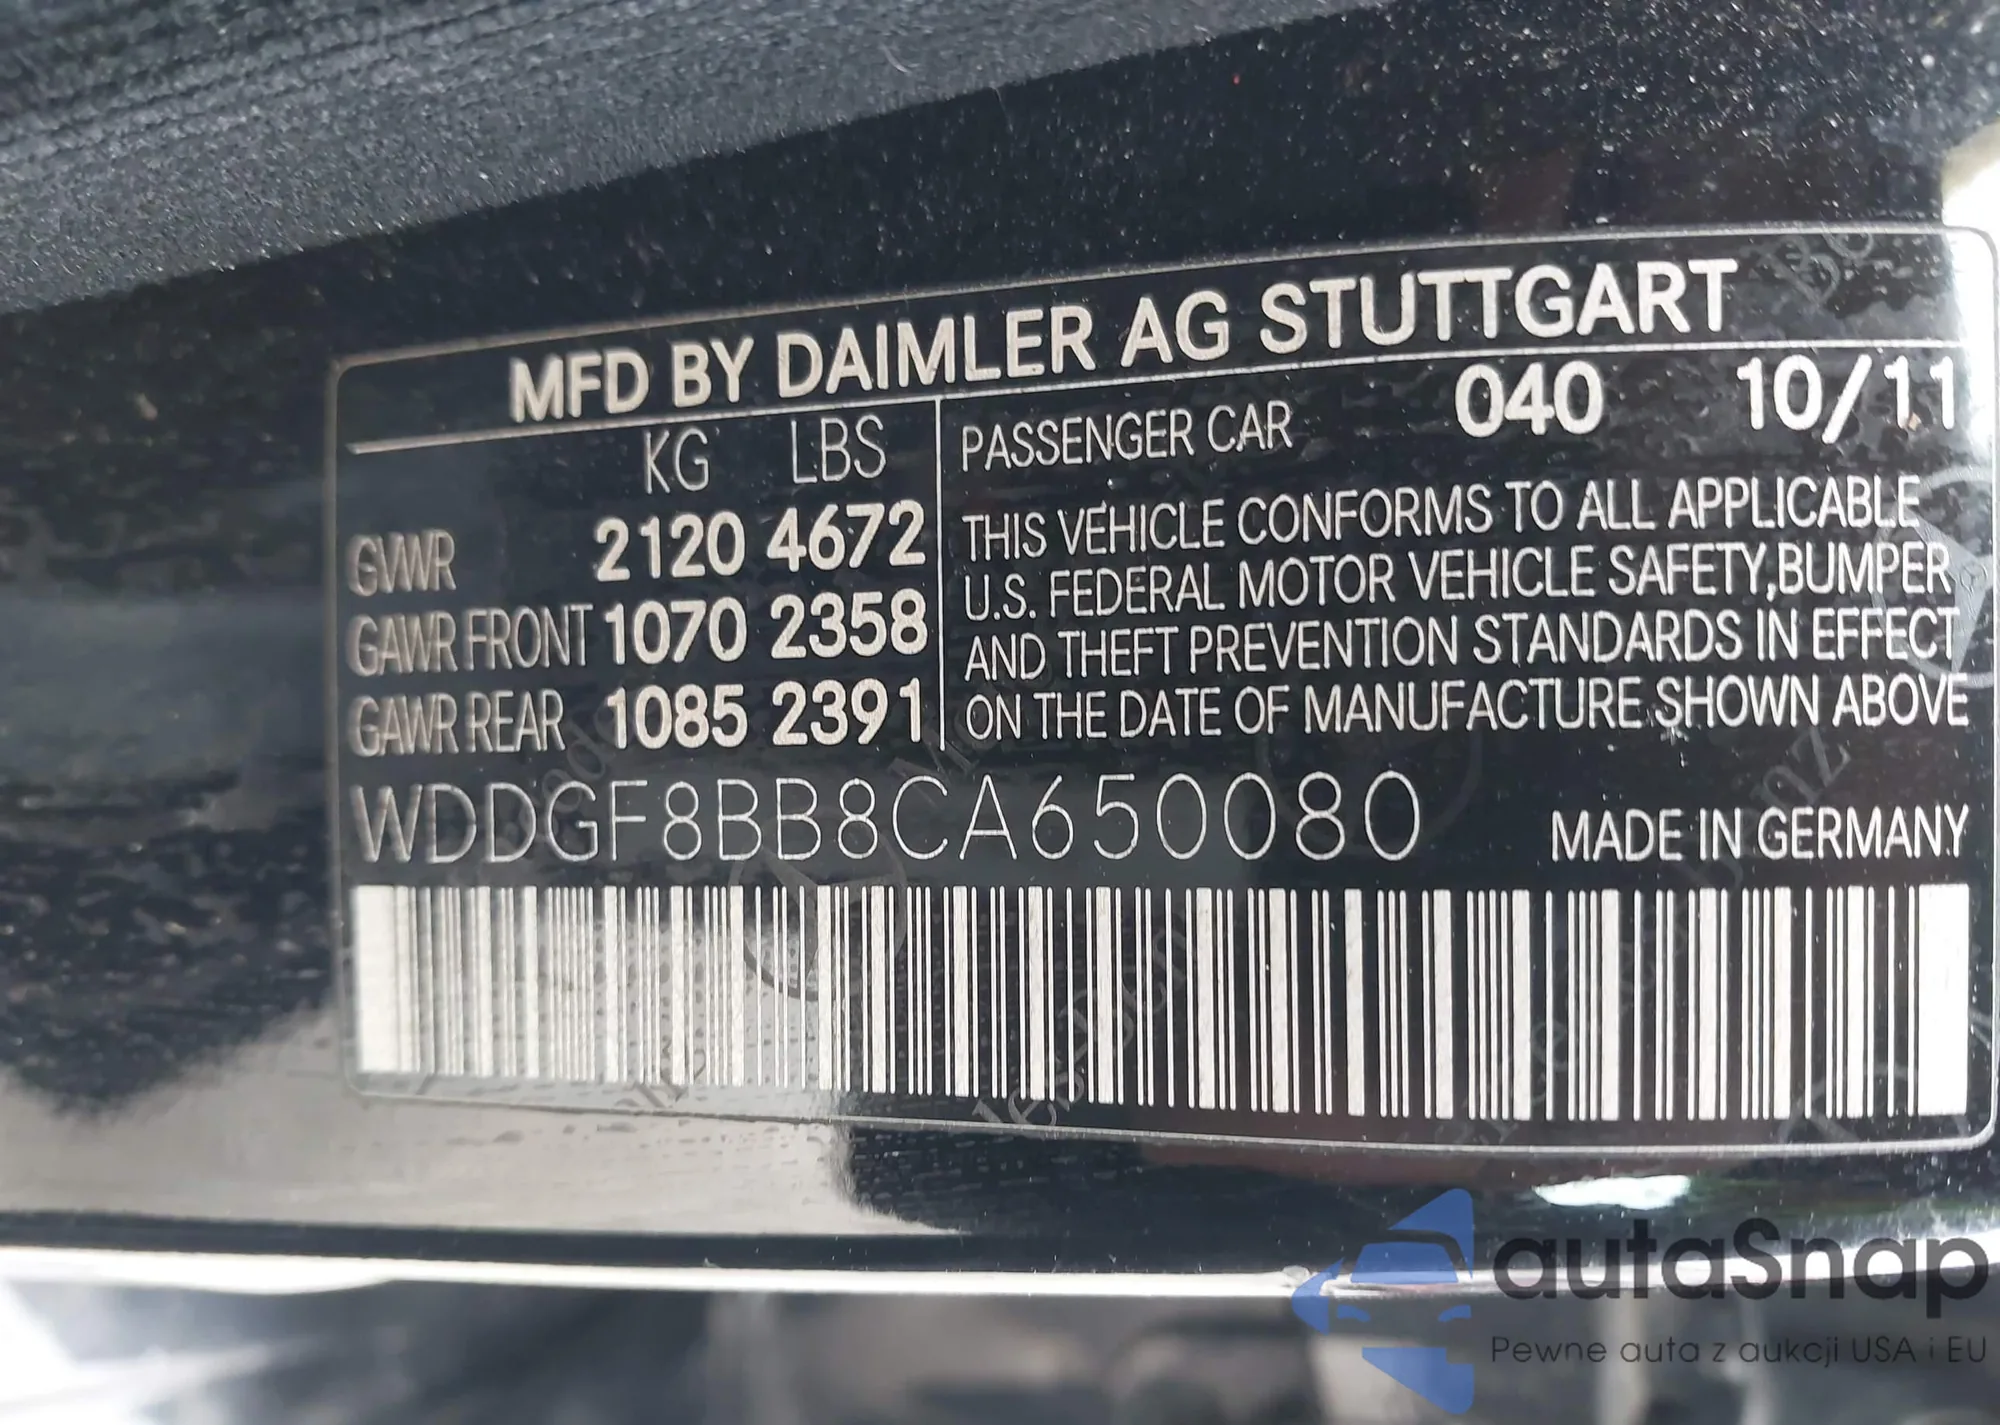 MFD BY DAIMLER AG STUTTGART
KG LBS
GVWR 2120 4672
GAWR FRONT 1070 2358
GAWR REAR 1085 2391
PASSENGER CAR 040 10/11
THIS VEHICLE CONFORMS TO ALL APPLICABLE
U.S. FEDERAL MOTOR VEHICLE SAFETY,BUMPER
AND THEFT PREVENTION STANDARDS IN EFFECT
ON THE DATE OF MANUFACTURE SHOWN ABOVE
WDDGF8BB8CA650080
MADE IN GERMANY
autaSnap
Pewne auta z aukcji USA i EU